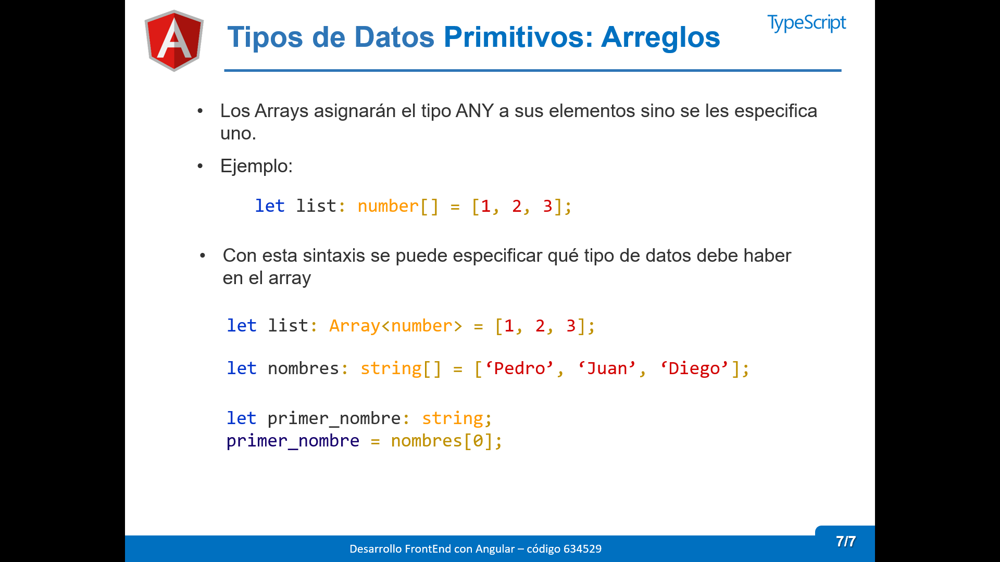 Tipos de Datos Primitivos: Arreglos
TypeScript
• Los Arrays asignarán el tipo ANY a sus elementos sino se les especifica
uno.
• Ejemplo:
let list: number[] = [1, 2, 3];
• Con esta sintaxis se puede especificar qué tipo de datos debe haber
en el array
let list: Array<number> = [1, 2, 3];
let nombres: string[] = [‘Pedro’, ‘Juan’, ‘Diego’];
let primer_nombre: string;
primer_nombre = nombres[0];
Desarrollo FrontEnd con Angular – código 634529
7/7